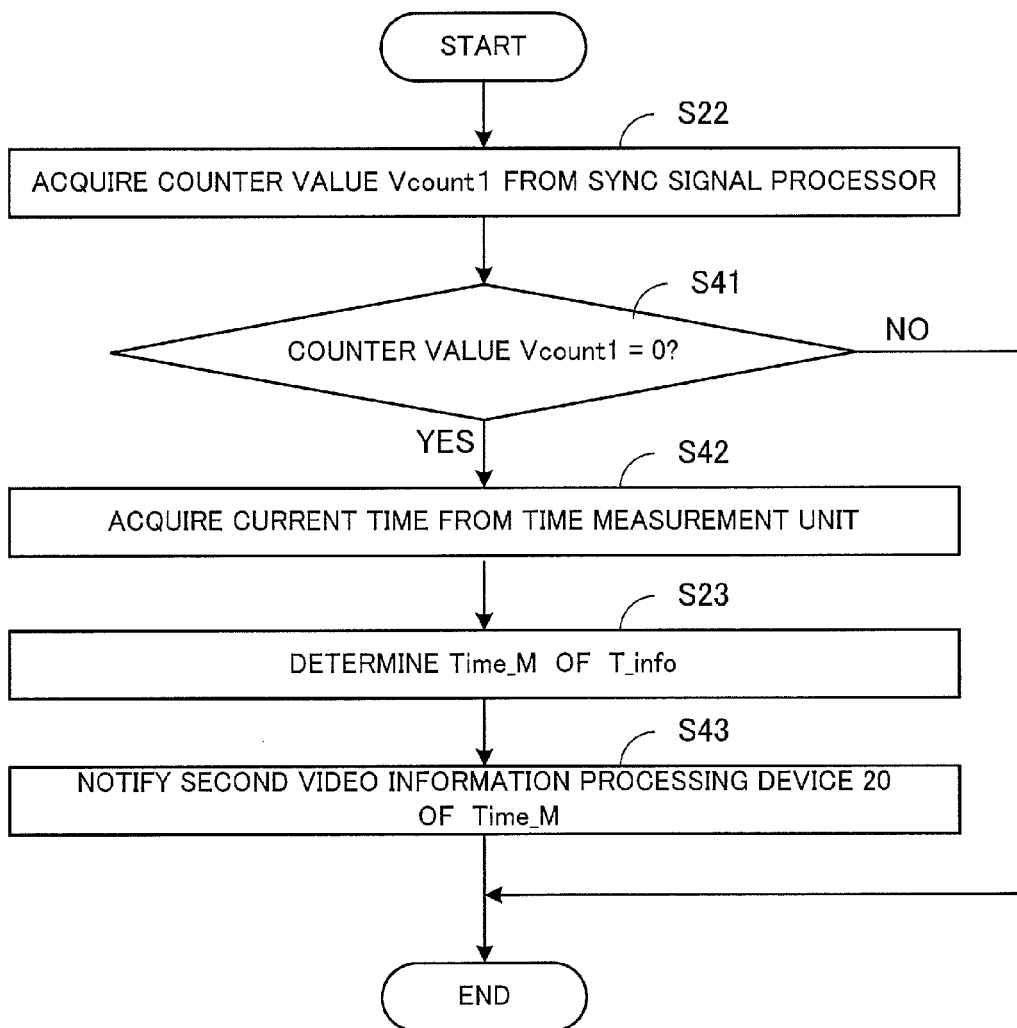 START
S22
ACQUIRE COUNTER VALUE Vcount1 FROM SYNC SIGNAL PROCESSOR
S41
COUNTER VALUE Vcount1 = 0?
NO
YES
S42
ACQUIRE CURRENT TIME FROM TIME MEASUREMENT UNIT
S23
DETERMINE Time_M OF T_info
S43
NOTIFY SECOND VIDEO INFORMATION PROCESSING DEVICE 20
OF Time_M
END